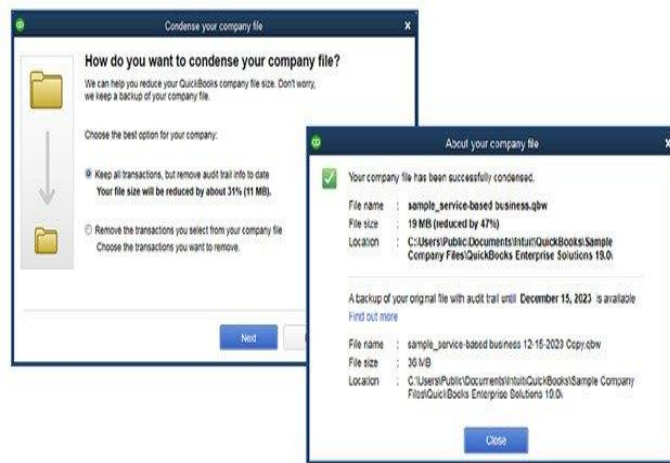 Condense your company file
x
How do you want to condense your company file?
We can help you reduce your QuickBooks company file size. Don't worry,
we keep a backup of your company file.
Choose the best option for your company:
Keep all transactions, but remove audit trail info to date
Your file size will be reduced by about 31% (11 MB).
Remove the transactions you select from your company file
Choose the transactions you want to remove.
Next
About your company file
x
Your company file has been successfully condensed.
File name : sample_service-based business.qbw
File size : 19 MB (reduced by 47%)
Location : C:\Users\Public\Documents\Intuit\QuickBooks\Sample
Company Files\QuickBooks Enterprise Solutions 19.0\
A backup of your original file with audit trail until December 15, 2023 is available
Find out more
File name : sample_service-based business 12-15-2023 Copy.qbw
File size : 36 MB
Location : C:\Users\Public\Documents\Intuit\QuickBooks\Sample Company
Files\QuickBooks Enterprise Solutions 19.0\
Close